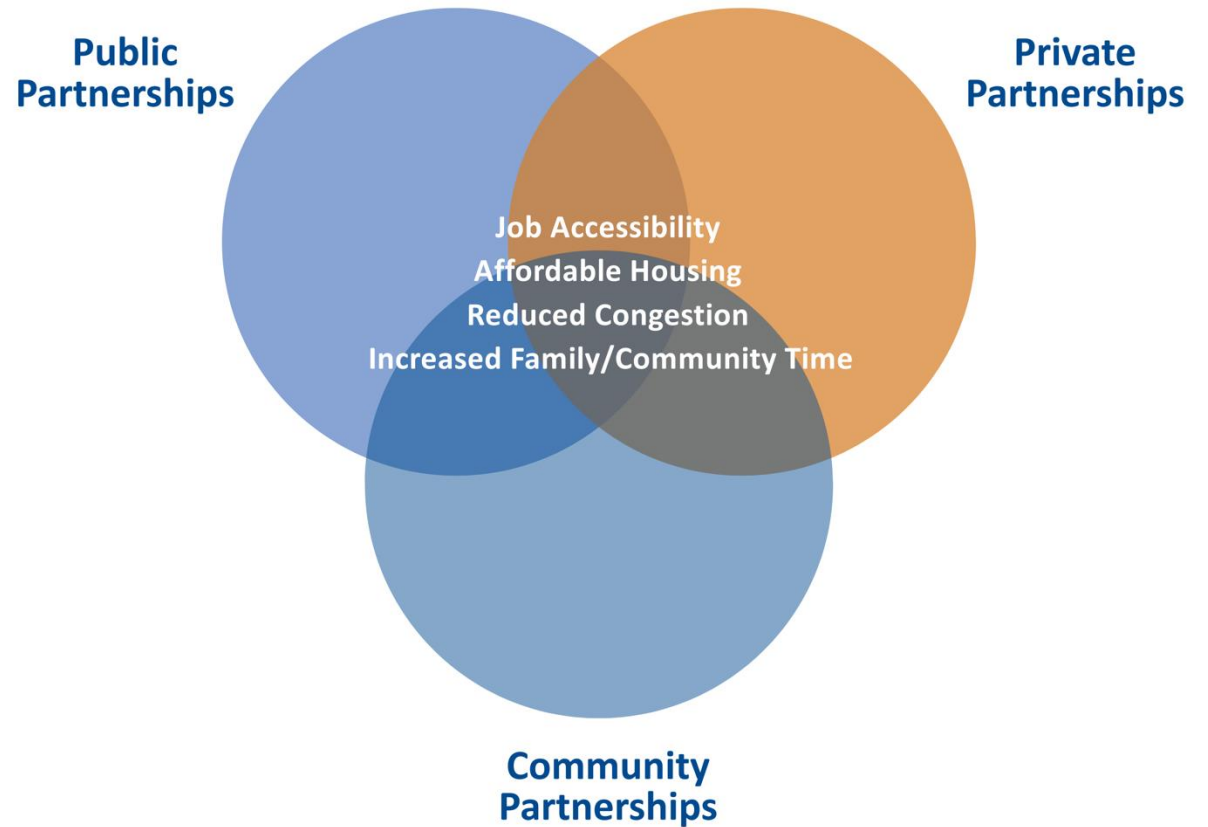 Public
Partnerships
Private
Partnerships
Job Accessibility
Affordable Housing
Reduced Congestion
Increased Family/Community Time
Community
Partnerships